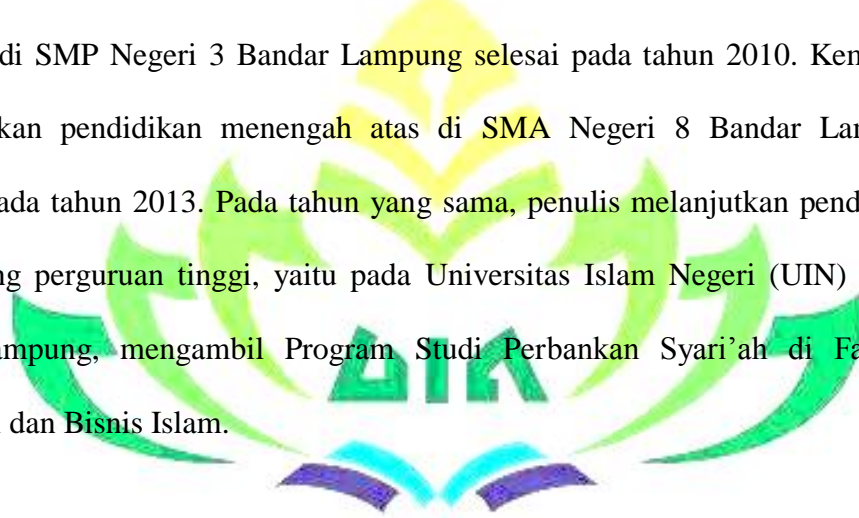 di SMP Negeri 3 Bandar Lampung selesai pada tahun 2010. Ken
kan pendidikan menengah atas di SMA Negeri 8 Bandar Lar
ada tahun 2013. Pada tahun yang sama, penulis melanjutkan pend
ng perguruan tinggi, yaitu pada Universitas Islam Negeri (UIN)
ampung, mengambil Program Studi Perbankan Syari’ah di Fa
dan Bisnis Islam.
UIN